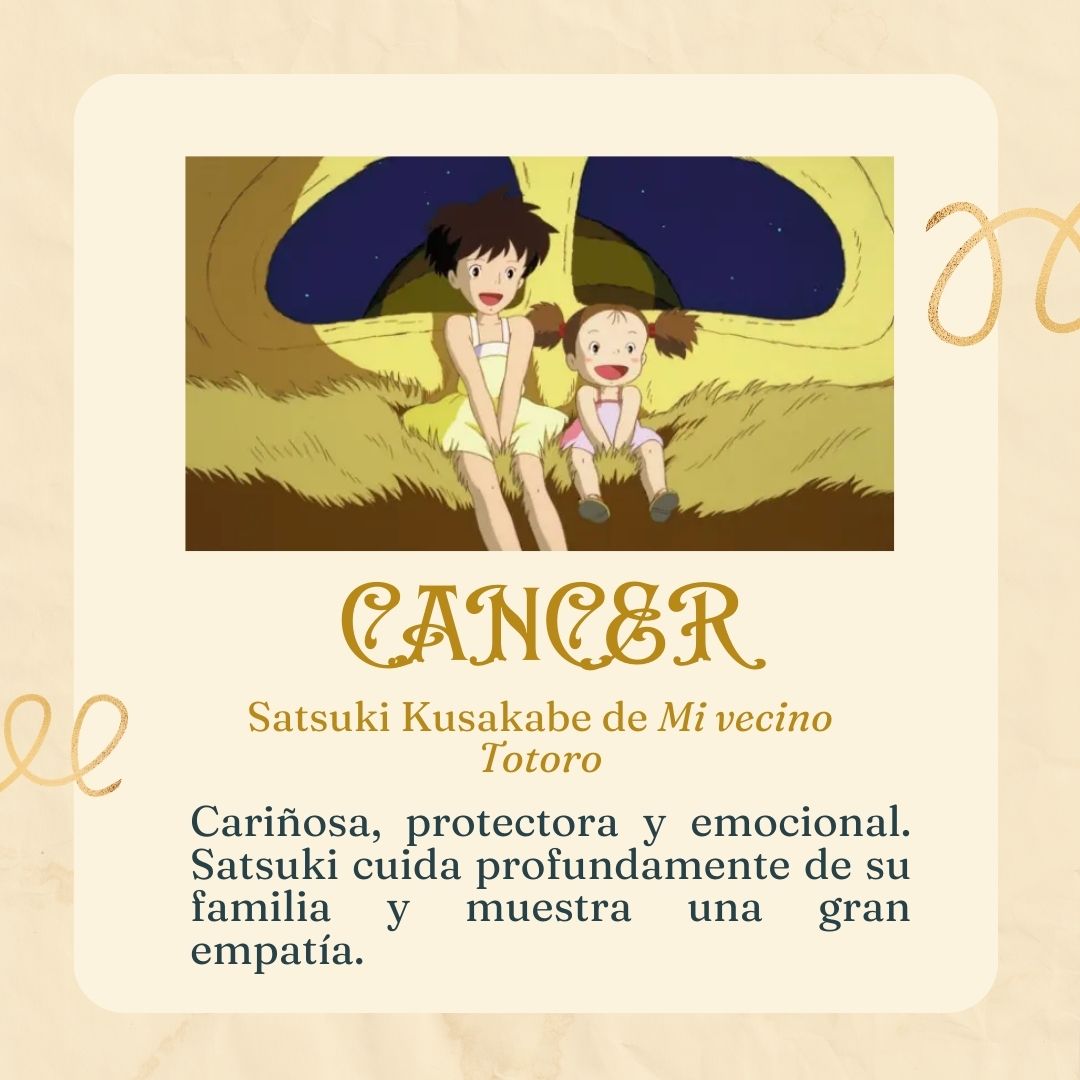 CANCER
Satsuki Kusakabe de Mi vecino
Totoro
Cariñosa, protectora y emocional.
Satsuki cuida profundamente de su
familia y muestra una gran
empatía.